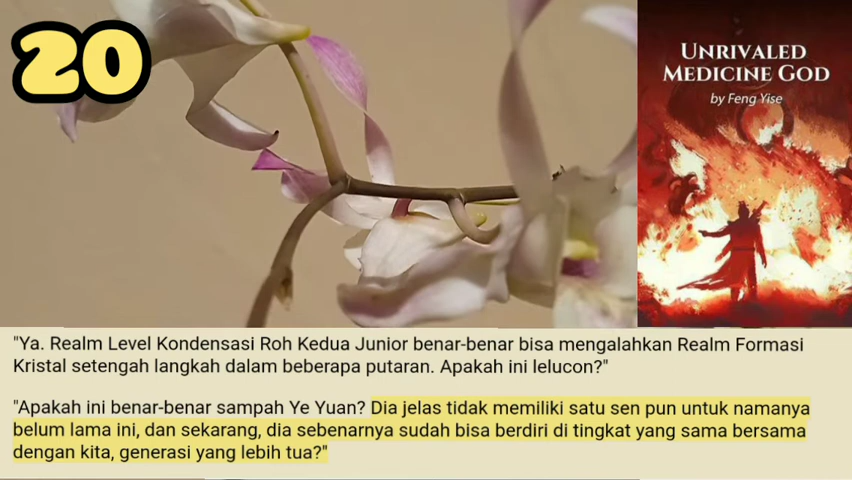 20
UNRIVALED
MEDICINE GOD
by Feng Yise
"Ya. Realm Level Kondensasi Roh Kedua Junior benar-benar bisa mengalahkan Realm Formasi
Kristal setengah langkah dalam beberapa putaran. Apakah ini lelucon?"
"Apakah ini benar-benar sampah Ye Yuan? Dia jelas tidak memiliki satu sen pun untuk namanya
belum lama ini, dan sekarang, dia sebenarnya sudah bisa berdiri di tingkat yang sama bersama
dengan kita, generasi yang lebih tua?"